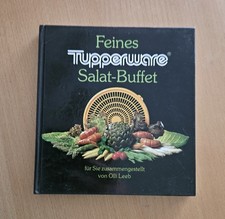 Feines
Tupperware®
Salat-Buffet
für Sie zusammengestellt
von Olli Leeb